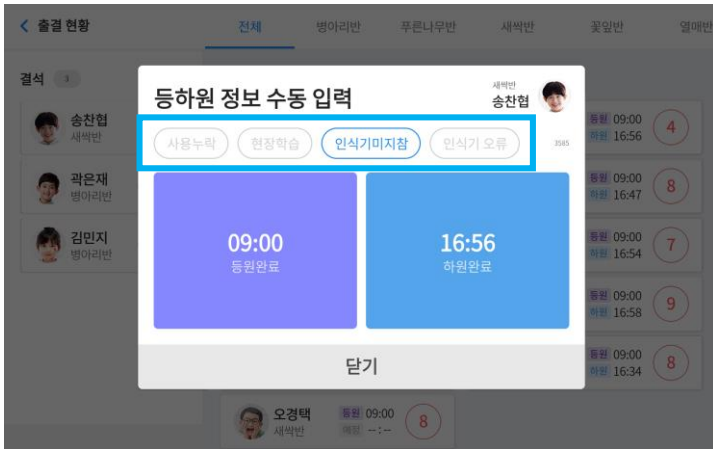 출결 현황
전체 병아리반 푸른나무반 새싹반 꽃잎반 열매반
결석 3
송찬협
새싹반
곽은재
병아리반
김민지
병아리반
등하원 정보 수동 입력
새싹반
송찬협
사용누락 현장학습 인식기미지참 인식기 오류 3585
09:00
등원완료
16:56
하원완료
닫기
등원 09:00
하원 16:56
4
등원 09:00
하원 16:47
8
등원 09:00
하원 16:54
7
등원 09:00
하원 16:58
9
등원 09:00
하원 16:34
8
오경택
새싹반
등원 09:00
--:--
8